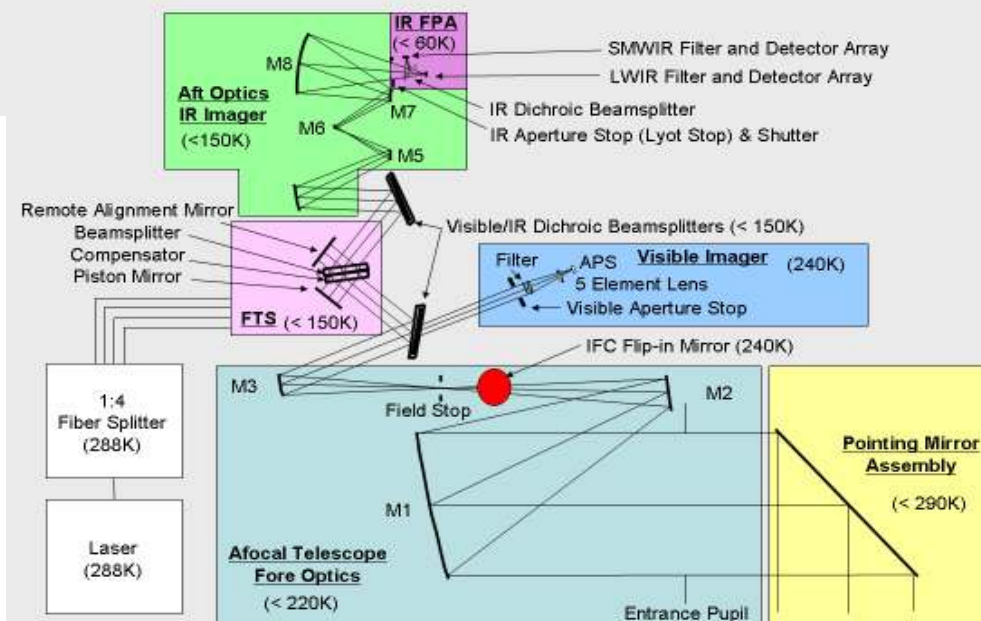 IR FPA
(< 60K)
SMWIR Filter and Detector Array
LWIR Filter and Detector Array
IR Dichroic Beamsplitter
IR Aperture Stop (Lyot Stop) & Shutter
M8
M7
M6
M5
Aft Optics
IR Imager
(<150K)
Remote Alignment Mirror
Beamsplitter
Compensator
Piston Mirror
FTS (< 150K)
Visible/IR Dichroic Beamsplitters (< 150K)
Filter
APS
Visible Imager
(240K)
5 Element Lens
Visible Aperture Stop
IFC Flip-in Mirror (240K)
M3
Field Stop
M2
1:4
Fiber Splitter
(288K)
Pointing Mirror
Assembly
(< 290K)
M1
Laser
(288K)
Afocal Telescope
Fore Optics
(< 220K)
Entrance Pupil